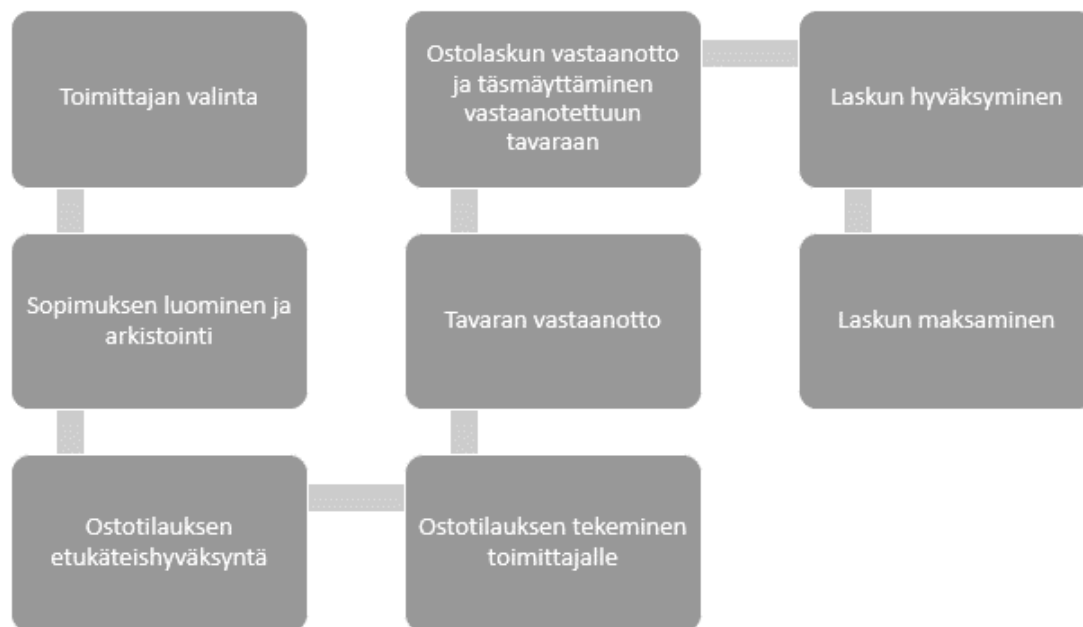 Toimittajan valinta
Sopimuksen luominen ja
arkistointi
Ostotilauksen
etukäteishyväksyntä
Ostotilauksen tekeminen
toimittajalle
Tavaran vastaanotto
Ostolaskun vastaanotto
ja täsmäyttäminen
vastaanotettuun
tavaraan
Laskun hyväksyminen
Laskun maksaminen